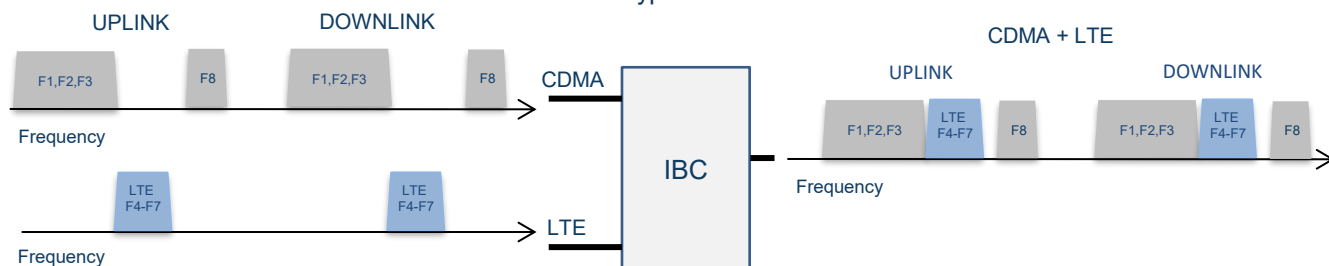 UPLINK
DOWNLINK
F1,F2,F3
F8
F1,F2,F3
F8
CDMA
Frequency
LTE
F4-F7
LTE
F4-F7
LTE
Frequency
IBC
CDMA + LTE
UPLINK
DOWNLINK
F1,F2,F3
LTE
F4-F7
F8
F1,F2,F3
LTE
F4-F7
F8
Frequency